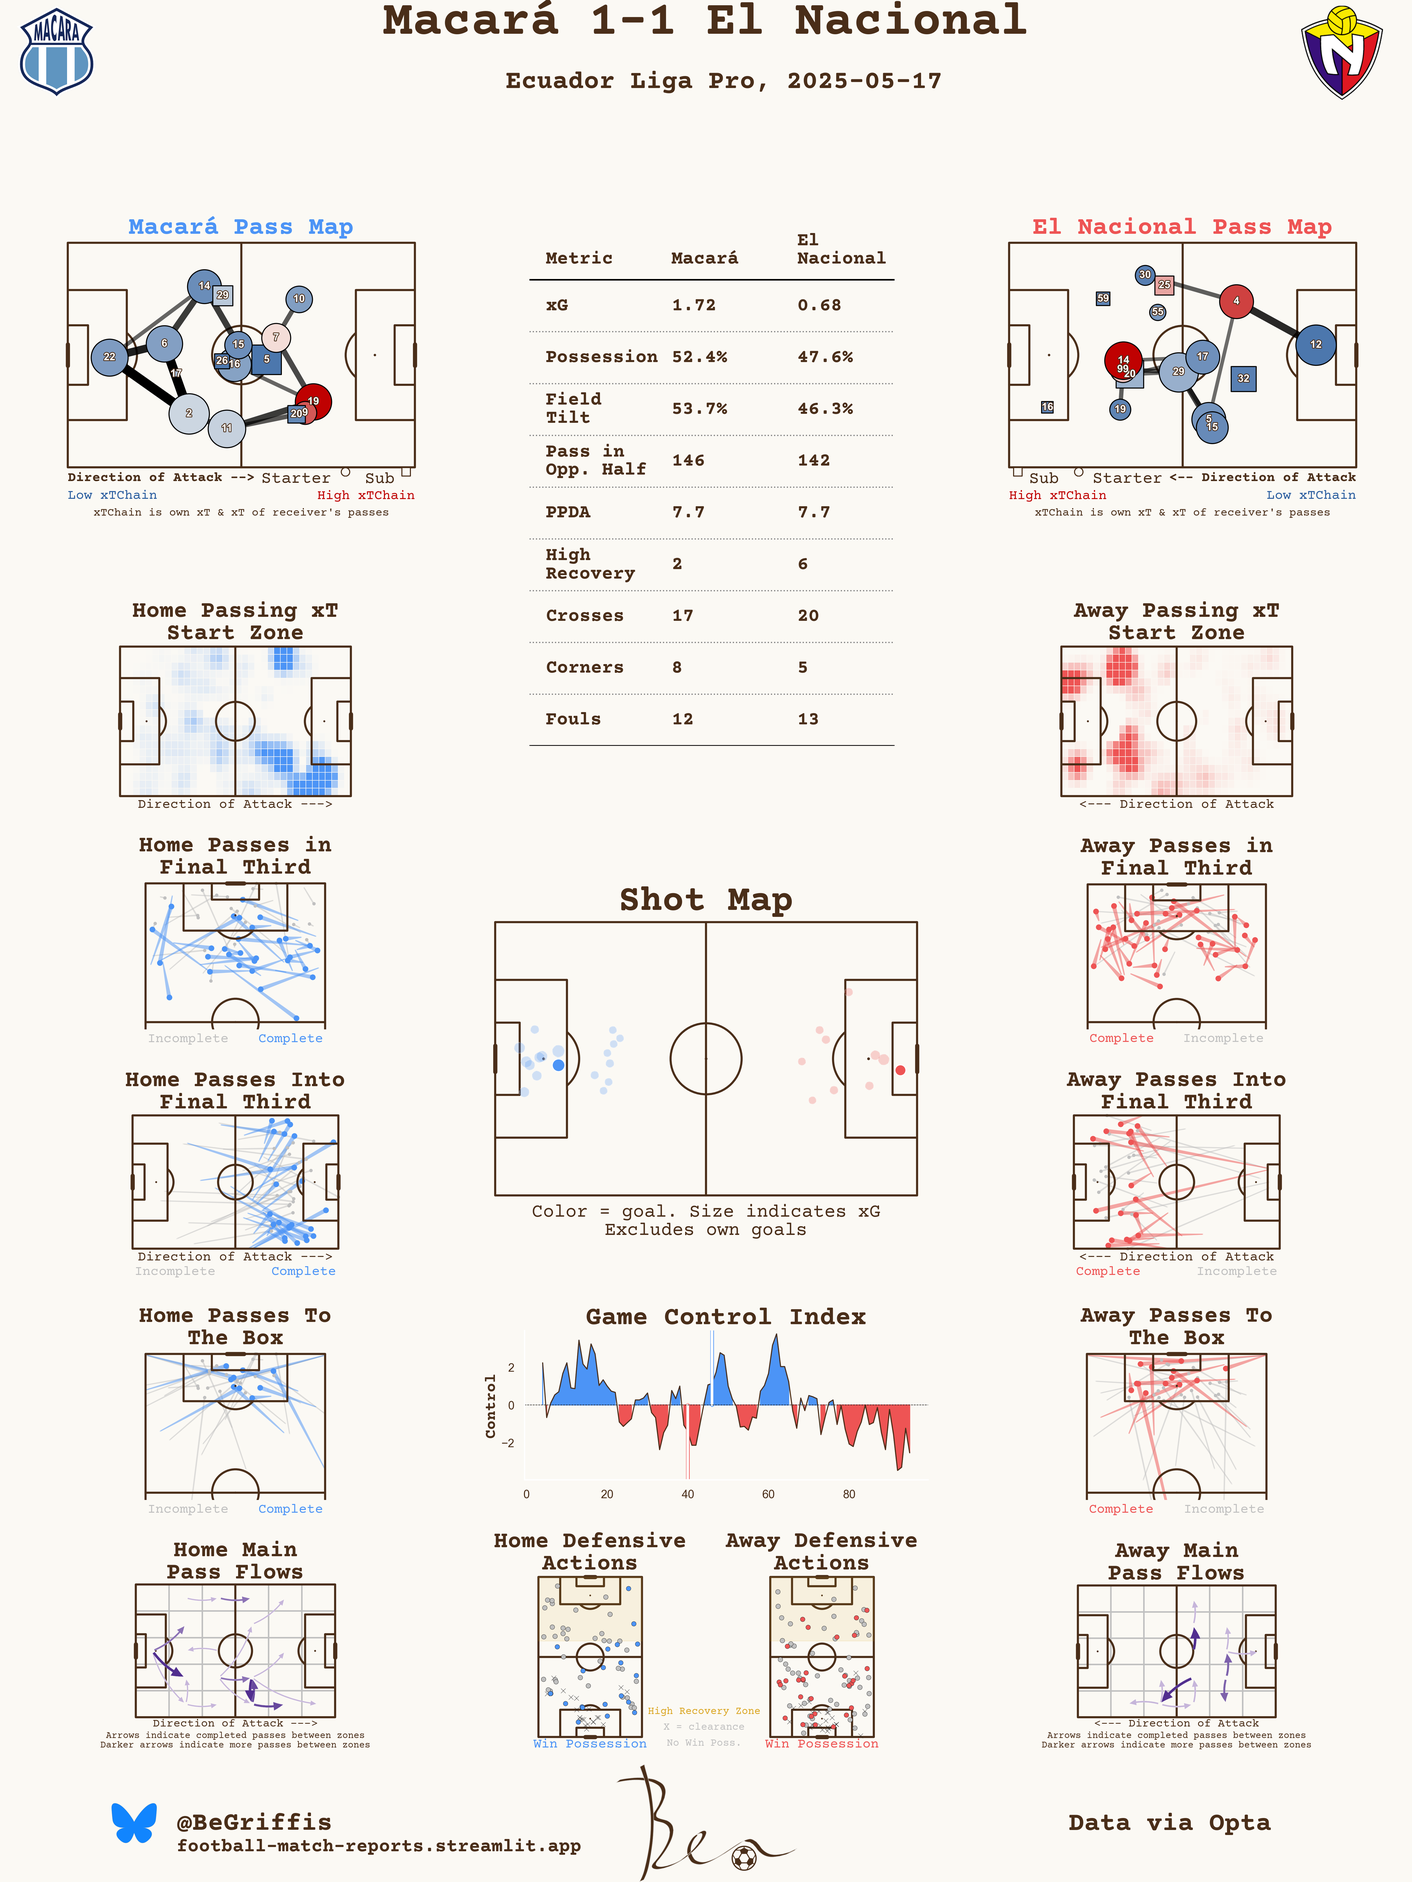 Macará 1-1 El Nacional
Ecuador Liga Pro, 2025-05-17
MACARA
N
Macará Pass Map
14
29
10
6
7
15
22
26
16
5
17
2
19
9
20
11
Direction of Attack --> Starter Sub
Low xTChain High xTChain
xTChain is own xT & xT of receiver's passes
Metric Macará El Nacional
xG 1.72 0.68
Possession 52.4% 47.6%
Field Tilt 53.7% 46.3%
Pass in Opp. Half 146 142
PPDA 7.7 7.7
High Recovery 2 6
Crosses 17 20
Corners 8 5
Fouls 12 13
El Nacional Pass Map
30
25
59
4
55
12
14
17
99
20
29
32
16
19
5
15
Sub Starter <-- Direction of Attack
High xTChain Low xTChain
xTChain is own xT & xT of receiver's passes
Home Passing xT
Start Zone
Direction of Attack --->
Away Passing xT
Start Zone
<--- Direction of Attack
Home Passes in
Final Third
Incomplete Complete
Away Passes in
Final Third
Complete Incomplete
Shot Map
Color = goal. Size indicates xG
Excludes own goals
Home Passes Into
Final Third
Direction of Attack --->
Incomplete Complete
Away Passes Into
Final Third
<--- Direction of Attack
Complete Incomplete
Home Passes To
The Box
Incomplete Complete
Game Control Index
Control
2
0
−2
0 20 40 60 80
Away Passes To
The Box
Complete Incomplete
Home Main
Pass Flows
Direction of Attack --->
Arrows indicate completed passes between zones
Darker arrows indicate more passes between zones
Home Defensive
Actions
Win Possession
Away Defensive
Actions
Win Possession
High Recovery Zone
X = clearance
No Win Poss.
Away Main
Pass Flows
<--- Direction of Attack
Arrows indicate completed passes between zones
Darker arrows indicate more passes between zones
@BeGriffis
football-match-reports.streamlit.app
Ben
Data via Opta